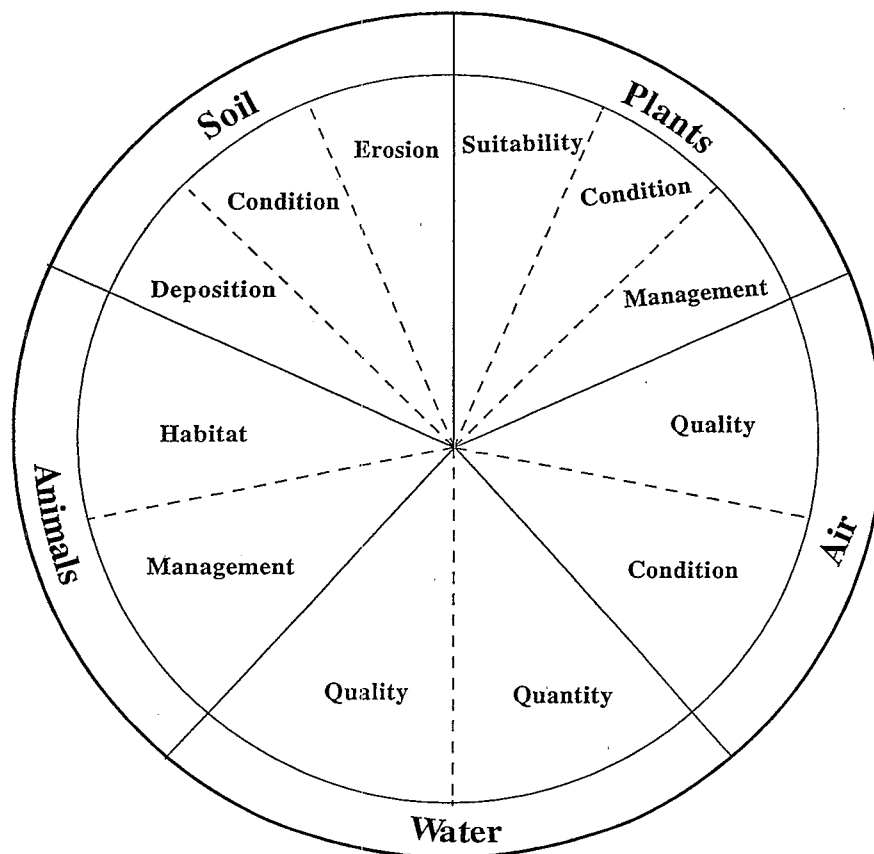 Soil
Plants
Erosion
Suitability
Condition
Condition
Deposition
Management
Habitat
Quality
Animals
Air
Management
Condition
Quality
Quantity
Water